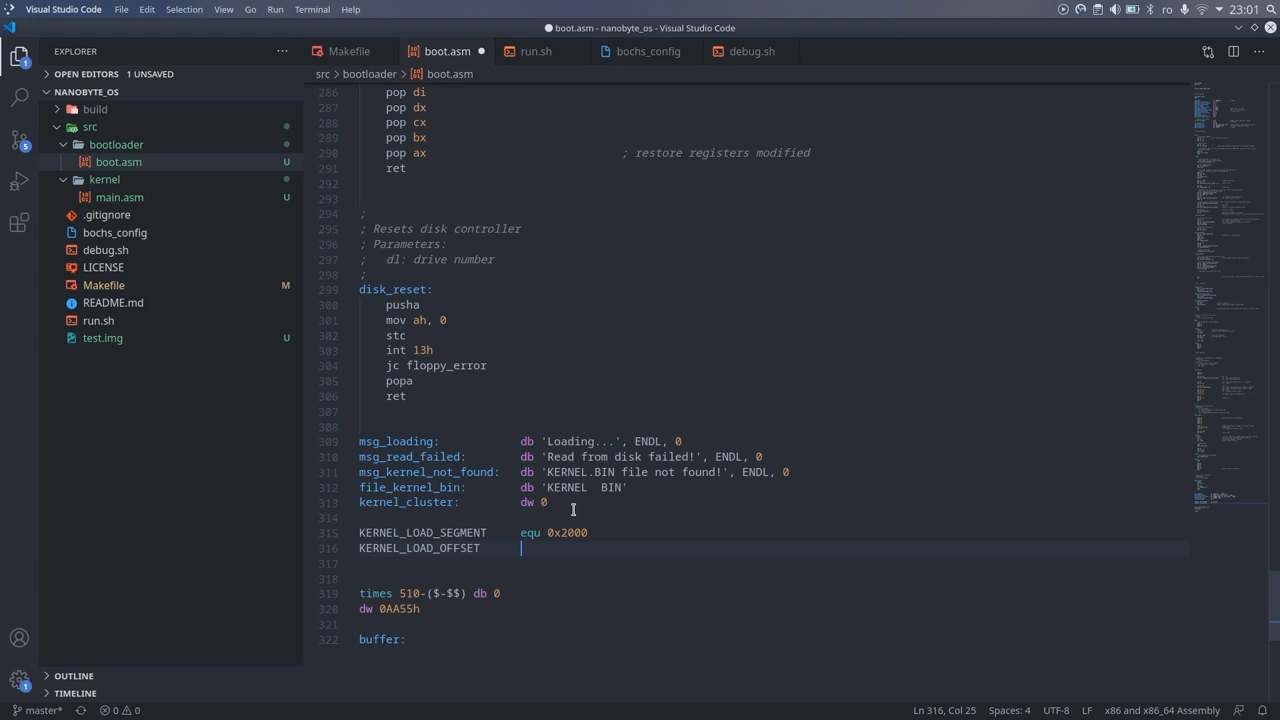 Visual Studio Code File Edit Selection View Go Run Terminal Help ro 23:01
● boot.asm - nanobyte_os - Visual Studio Code
EXPLORER ···
Makefile boot.asm ● run.sh bochs_config debug.sm
OPEN EDITORS 1 UNSAVED
src > bootloader > boot.asm
NANOBYTE_OS
build
src
bootloader
boot.asm U
kernel
main.asm U
.gitignore
bochs_config
debug.sh
LICENSE
Makefile M
README.md
run.sh
test.img U
286 pop di
287 pop dx
288 pop cx
289 pop bx
290 pop ax ; restore registers modified
291 ret
292
293
294 ;
295 ; Resets disk controller
296 ; Parameters:
297 ;   dl: drive number
298 ;
299 disk_reset:
300 pusha
301 mov ah, 0
302 stc
303 int 13h
304 jc floppy_error
305 popa
306 ret
307
308
309 msg_loading: db 'Loading...', ENDL, 0
310 msg_read_failed: db 'Read from disk failed!', ENDL, 0
311 msg_kernel_not_found: db 'KERNEL.BIN file not found!', ENDL, 0
312 file_kernel_bin: db 'KERNEL  BIN'
313 kernel_cluster: dw 0
314
315 KERNEL_LOAD_SEGMENT equ 0x2000
316 KERNEL_LOAD_OFFSET
317
318
319 times 510-($-$$) db 0
320 dw 0AA55h
321
322 buffer:
OUTLINE
TIMELINE
master* 0 0 Ln 316, Col 25 Spaces: 4 UTF-8 LF x86 and x86_64 Assembly